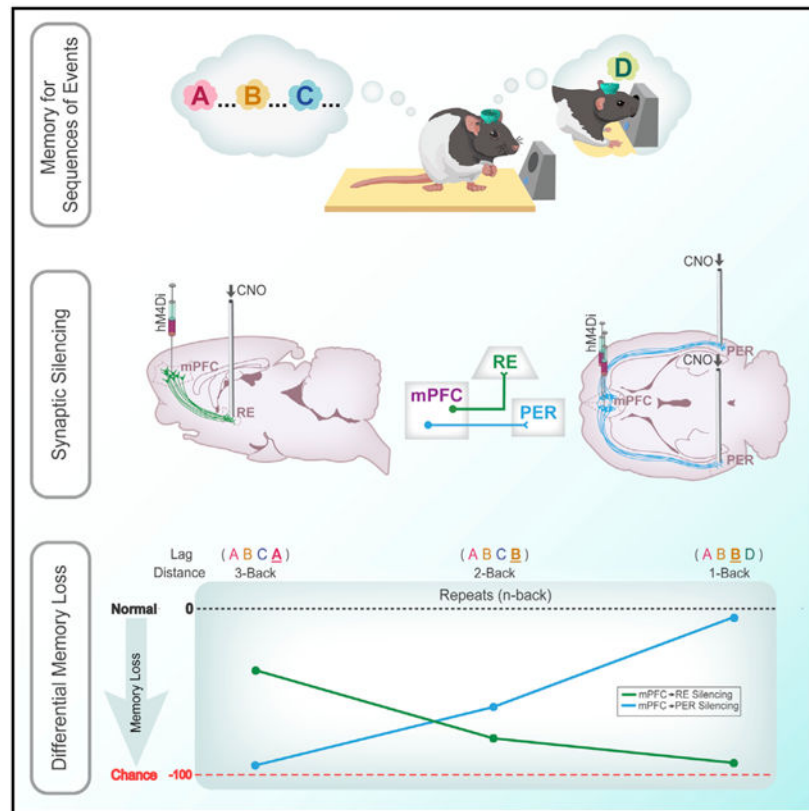 Memory for
Sequences of
Events
A ... B ... C ...
D
Synaptic Silencing
hM4Di
CNO
mPFC
RE
RE
mPFC
PER
CNO
hM4Di
CNO
PER
mPFC
PER
Differential Memory Loss
Lag
Distance
( A B C A )
3-Back
( A B C B )
2-Back
( A B B D )
1-Back
Repeats (n-back)
Normal
0
Memory Loss
mPFC→RE Silencing
mPFC→PER Silencing
Chance
-100